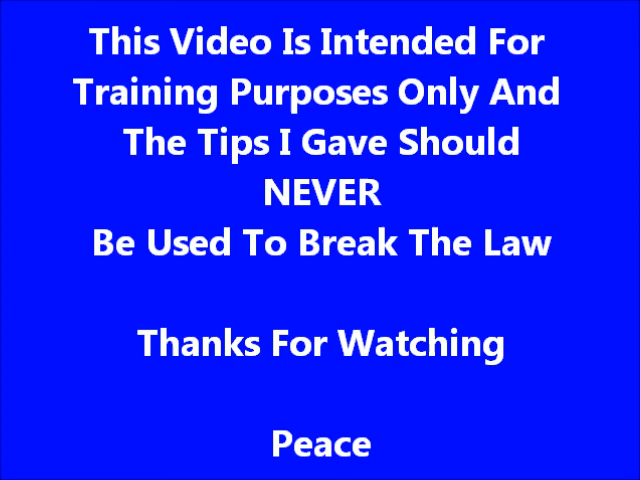 This Video Is Intended For
Training Purposes Only And
The Tips I Gave Should
NEVER
Be Used To Break The Law
Thanks For Watching
Peace